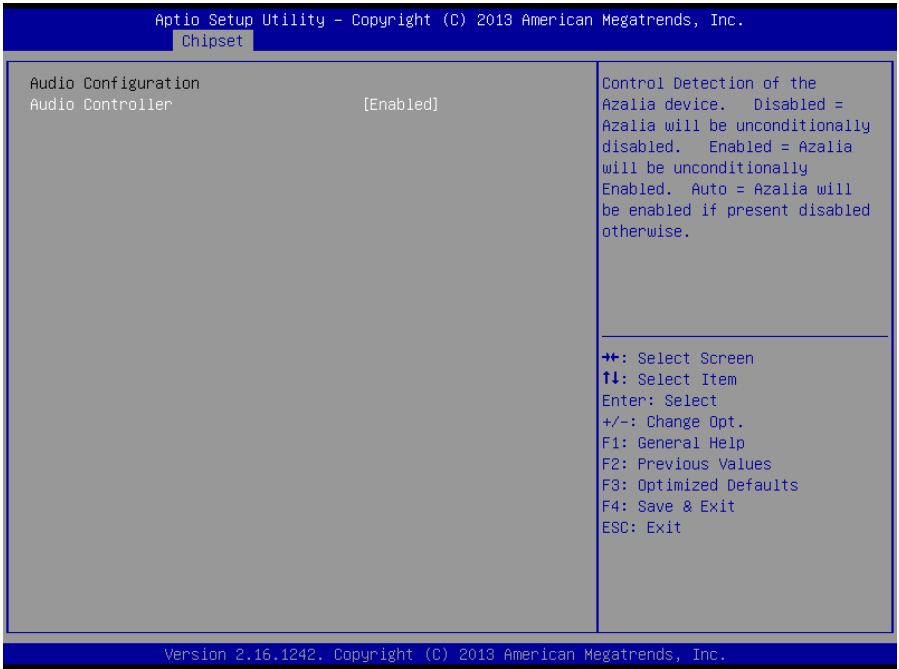 Aptio Setup Utility – Copyright (C) 2013 American Megatrends, Inc.
Chipset
Audio Configuration
Audio Controller [Enabled]
Control Detection of the
Azalia device. Disabled =
Azalia will be unconditionally
disabled. Enabled = Azalia
will be unconditionally
Enabled. Auto = Azalia will
be enabled if present disabled
otherwise.
→←: Select Screen
↑↓: Select Item
Enter: Select
+/-: Change Opt.
F1: General Help
F2: Previous Values
F3: Optimized Defaults
F4: Save & Exit
ESC: Exit
Version 2.16.1242. Copyright (C) 2013 American Megatrends, Inc.